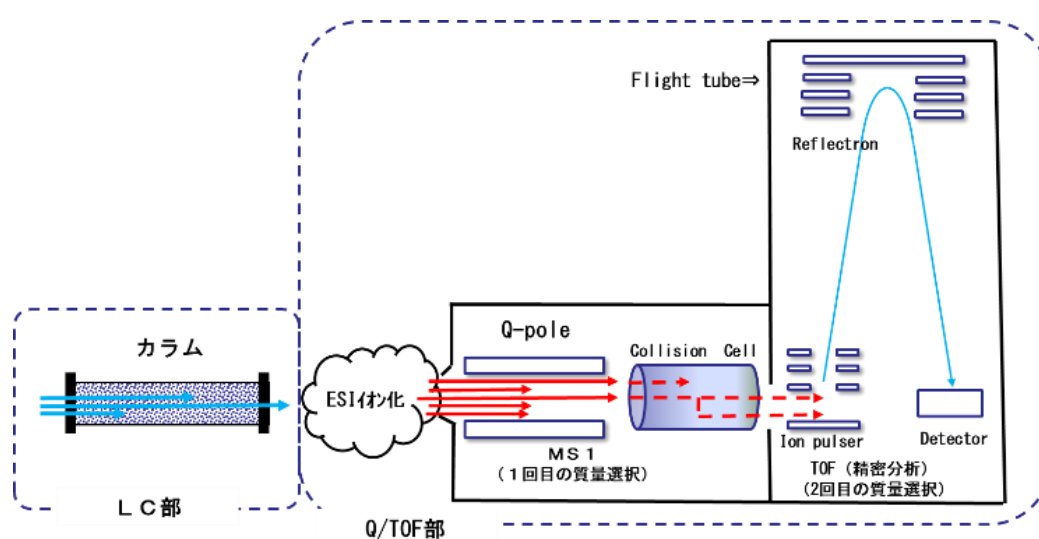 Flight tube⇒
Reflectron
カラム
Q-pole
Collision Cell
ESIイオン化
MS1
(1回目の質量選択)
Ion pulser
Detector
TOF (精密分析)
(2回目の質量選択)
LC部
Q/TOF部